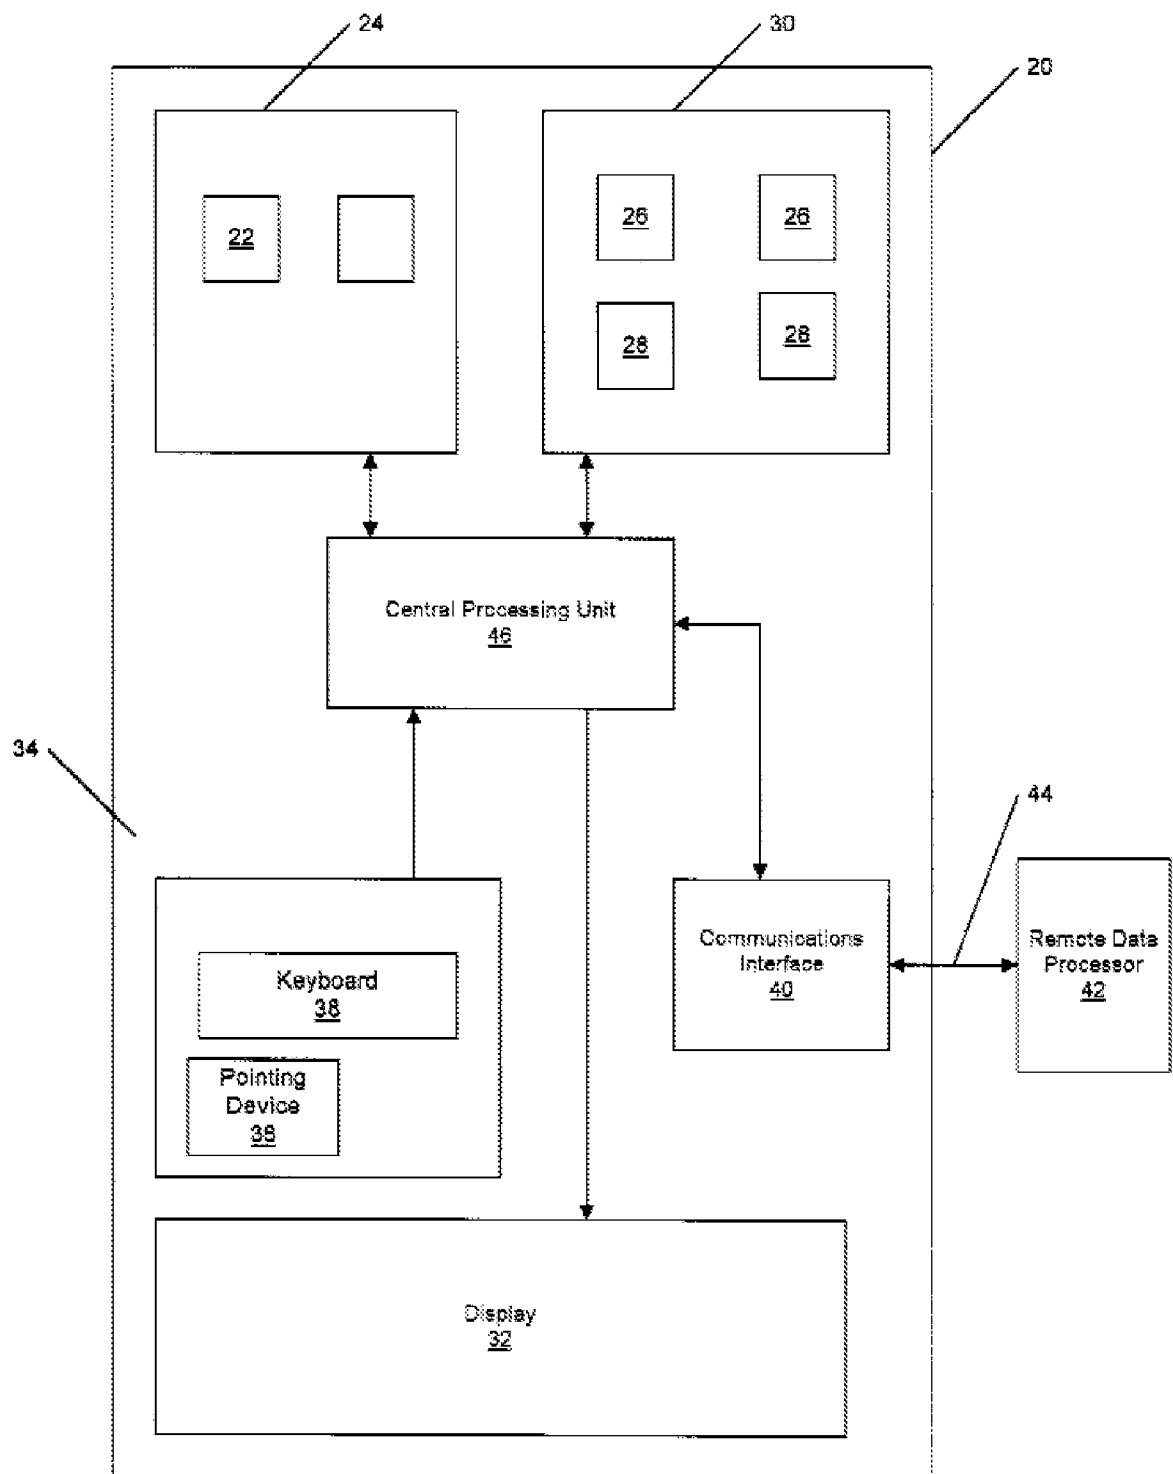 24
30
20
22
26
26
28
28
Central Processing Unit
46
34
44
Communications
Interface
40
Remote Data
Processor
42
Keyboard
38
Pointing
Device
36
Display
32